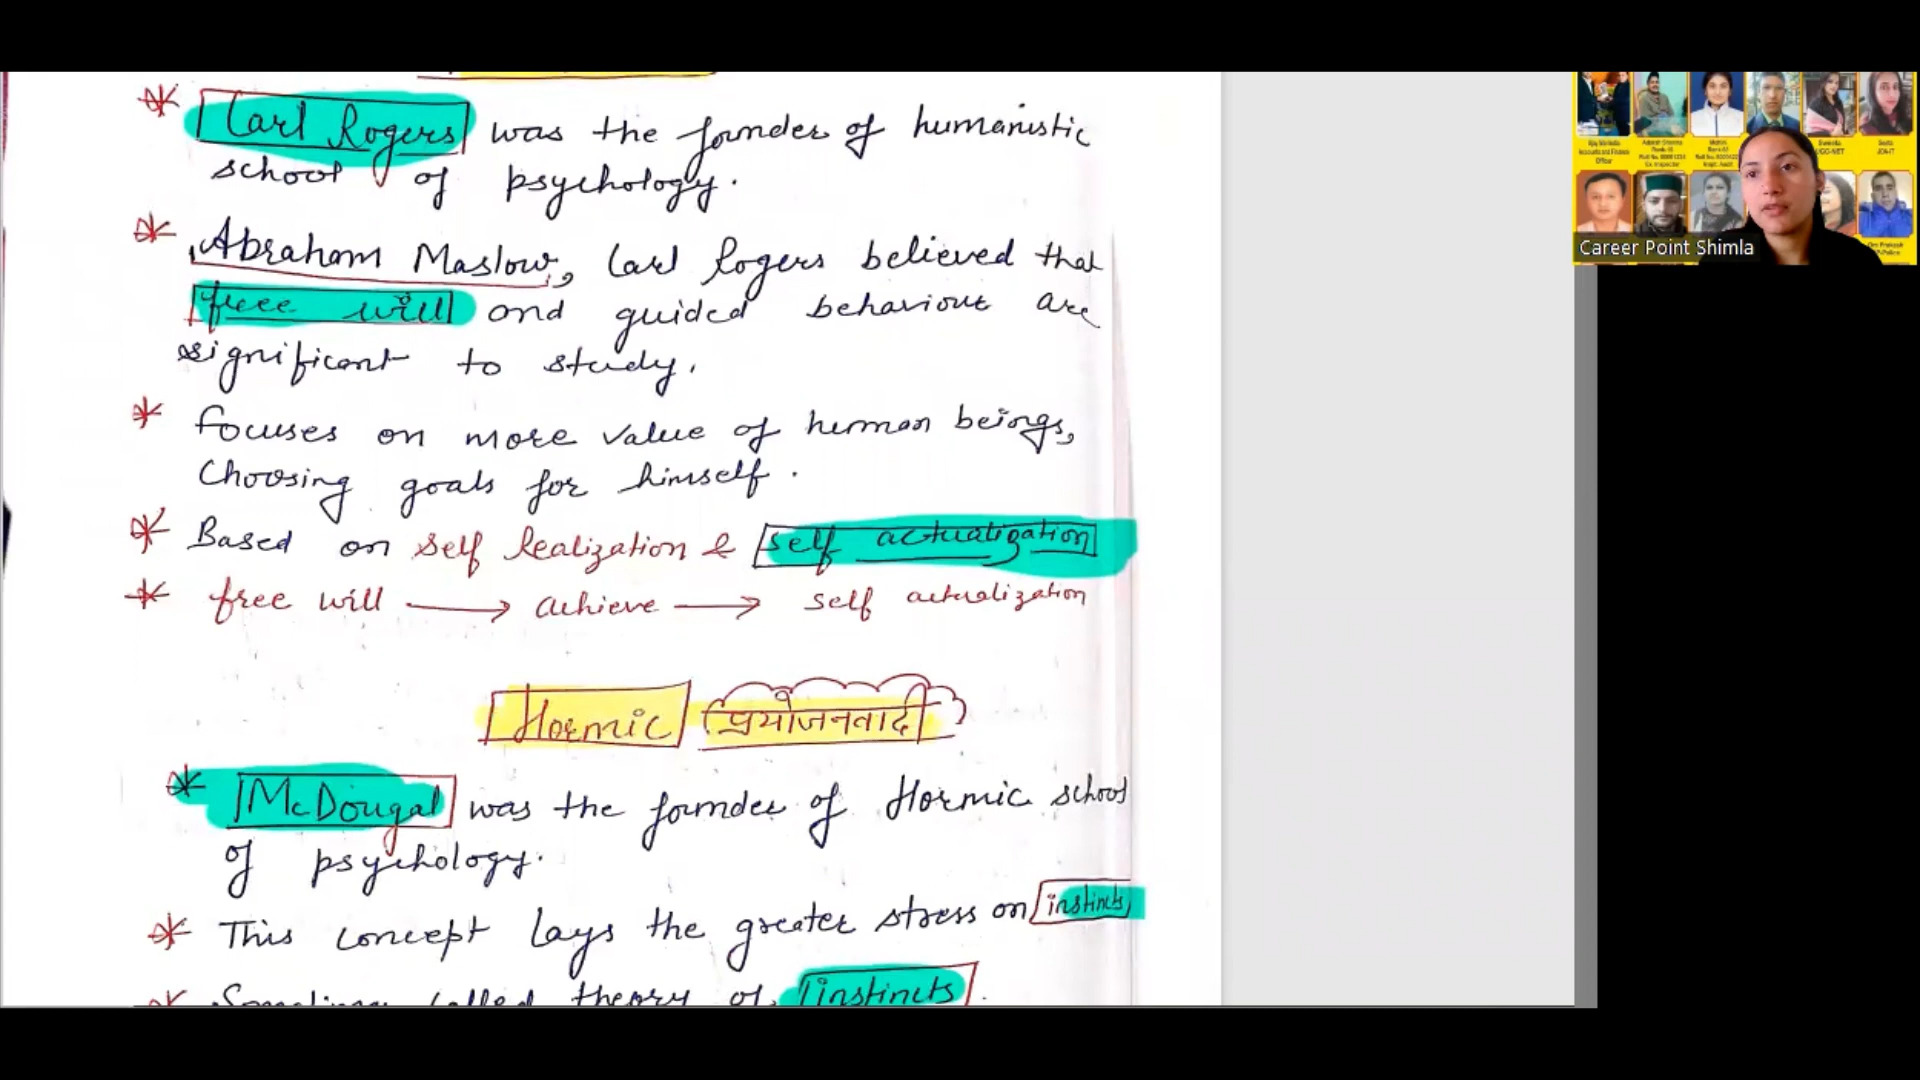 * Carl Rogers was the founder of humanistic
school of psychology.
* Abraham Maslow, Carl Rogers believed that
free will and guided behaviour are
significant to study.
* focuses on more value of human beings,
Choosing goals for himself.
* Based on self Realization & self actualization
* free will → achieve → self actualization
Hormic (प्रयोजनवादी)
* McDougal was the founder of Hormic school
of psychology.
* This concept lays the greater stress on instincts
* Sometimes called theory of instincts.
Career Point Shimla